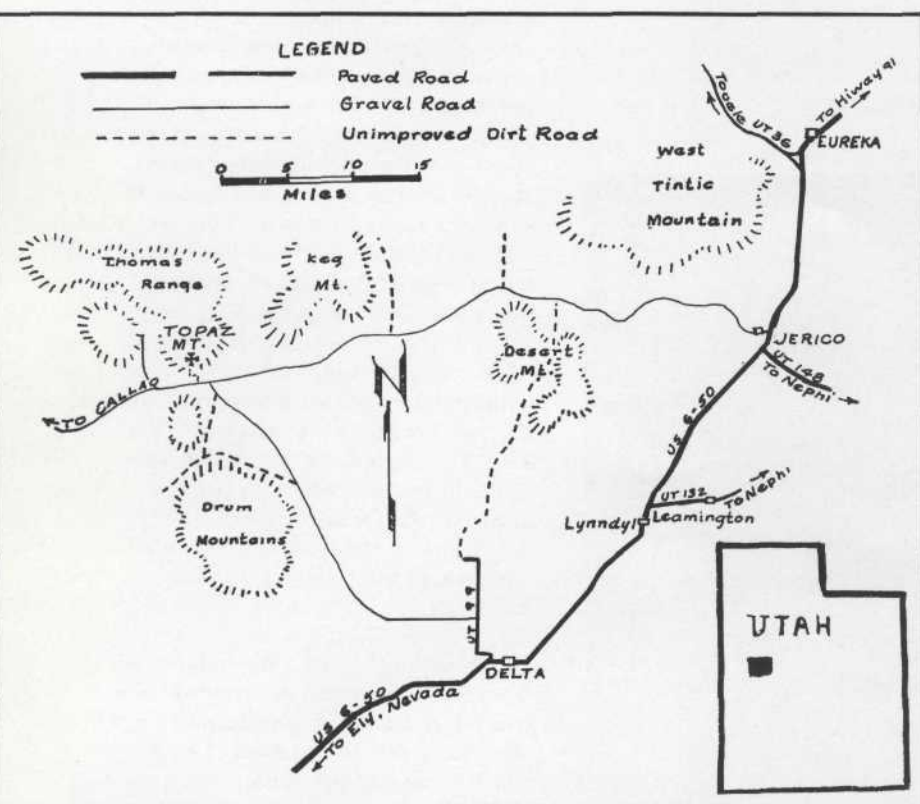 LEGEND
Paved Road
Gravel Road
Unimproved Dirt Road
0 5 10 15
Miles
Tooele UT 36
To Hiway 91
EUREKA
West
Tintic
Mountain
Thomas
Range
Keg
Mt.
TOPAZ
MT.
JERICO
UT 148
To Nephi
Desert
Mt.
TO CALLAO
N
US 6-50
UT 132
To Nephi
Lynndyl
Leamington
Drum
Mountains
UT
DELTA
US 6-50
TO Ely, Nevada
UTAH